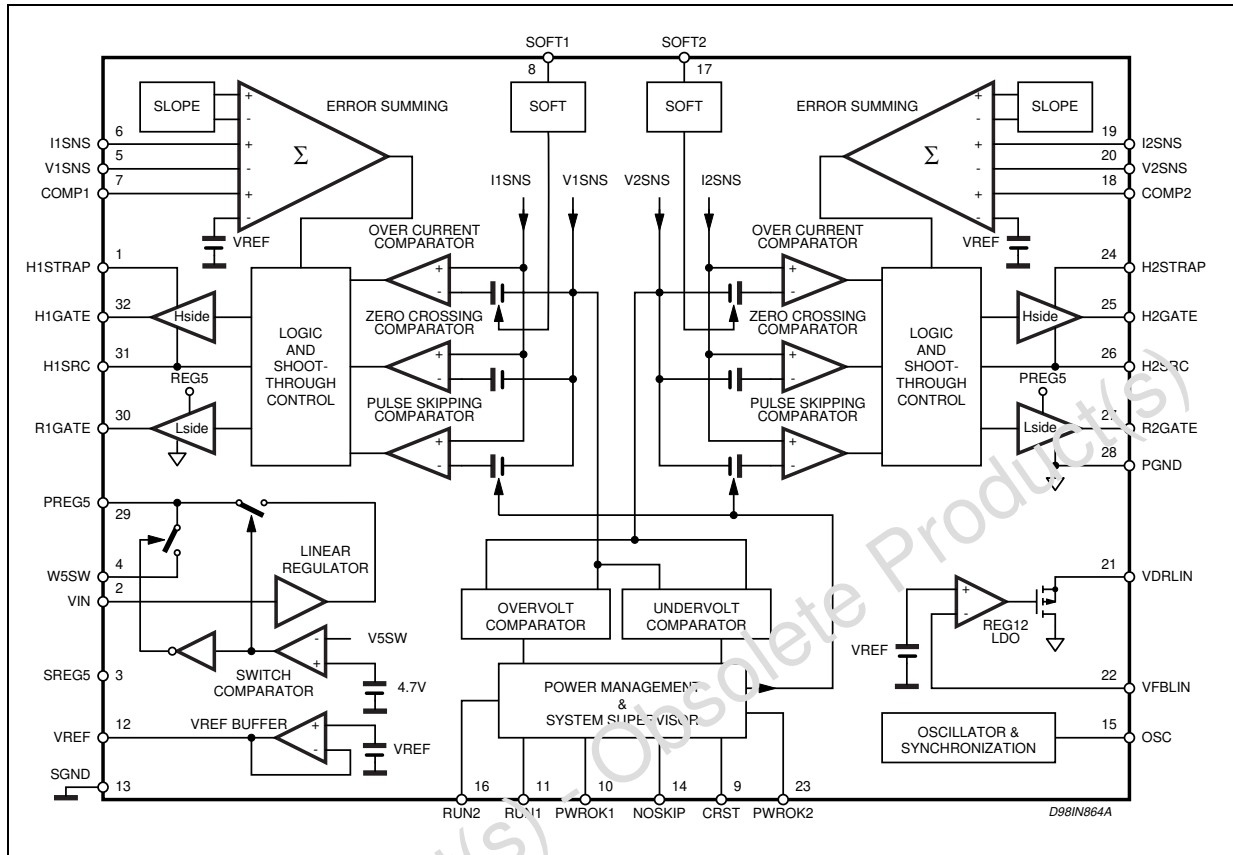 SOFT1
SOFT2
8
17
SLOPE
+
-
ERROR SUMMING
SOFT
SOFT
ERROR SUMMING
+
-
SLOPE
6
I1SNS
+
Σ
Σ
+
19
I2SNS
5
V1SNS
-
-
20
V2SNS
7
COMP1
+
+
18
COMP2
I1SNS
V1SNS
V2SNS
I2SNS
-
VREF
-
VREF
OVER CURRENT
COMPARATOR
OVER CURRENT
COMPARATOR
1
H1STRAP
24
H2STRAP
+
-
+
-
32
H1GATE
Hside
LOGIC
AND
SHOOT-
THROUGH
CONTROL
ZERO CROSSING
COMPARATOR
ZERO CROSSING
COMPARATOR
LOGIC
AND
SHOOT-
THROUGH
CONTROL
Hside
25
H2GATE
31
H1SRC
+
-
+
-
26
H2SRC
REG5
PREG5
PULSE SKIPPING
COMPARATOR
PULSE SKIPPING
COMPARATOR
30
R1GATE
Lside
Lside
27
R2GATE
+
-
+
-
28
PGND
PREG5
29
4
W5SW
2
VIN
LINEAR
REGULATOR
OVERVOLT
COMPARATOR
UNDERVOLT
COMPARATOR
+
-
REG12
LDO
21
VDRLIN
VREF
-
+
V5SW
SWITCH
COMPARATOR
4.7V
SREG5
3
POWER MANAGEMENT
&
SYSTEM SUPERVISOR
22
VFBLIN
12
VREF
VREF BUFFER
+
-
VREF
OSCILLATOR &
SYNCHRONIZATION
15
OSC
SGND
13
16
11
10
14
9
23
RUN2
RUN1
PWROK1
NOSKIP
CRST
PWROK2
D98IN864A
(s) - Obsolete Product(s)